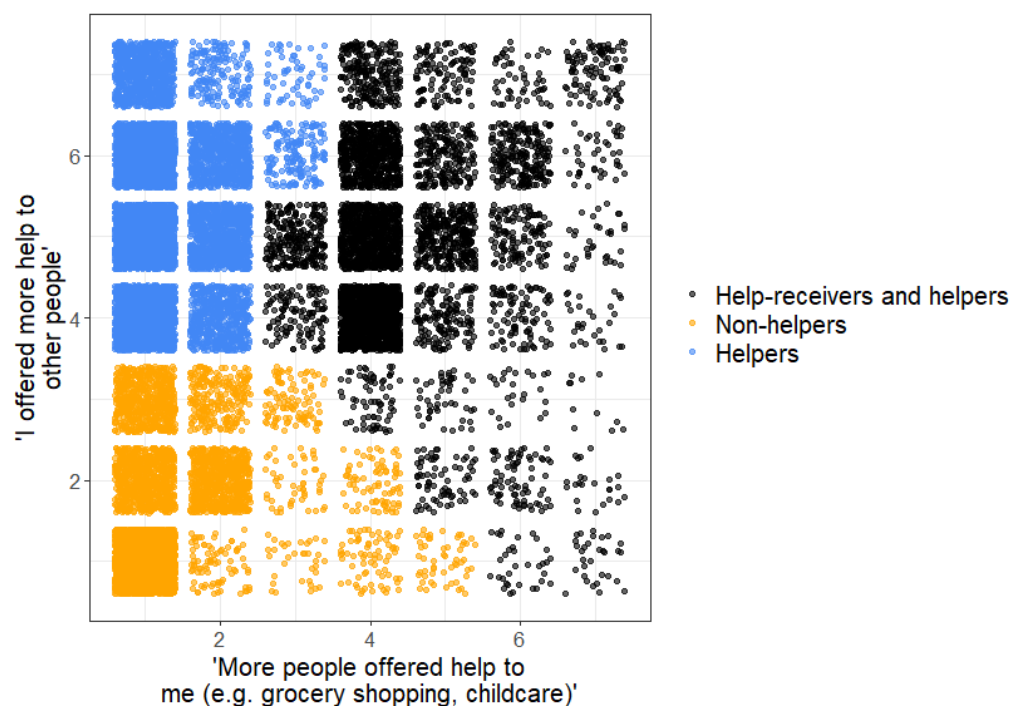 'I offered more help to
other people'
6
4
2
2
4
6
'More people offered help to
me (e.g. grocery shopping, childcare)'
Help-receivers and helpers
Non-helpers
Helpers